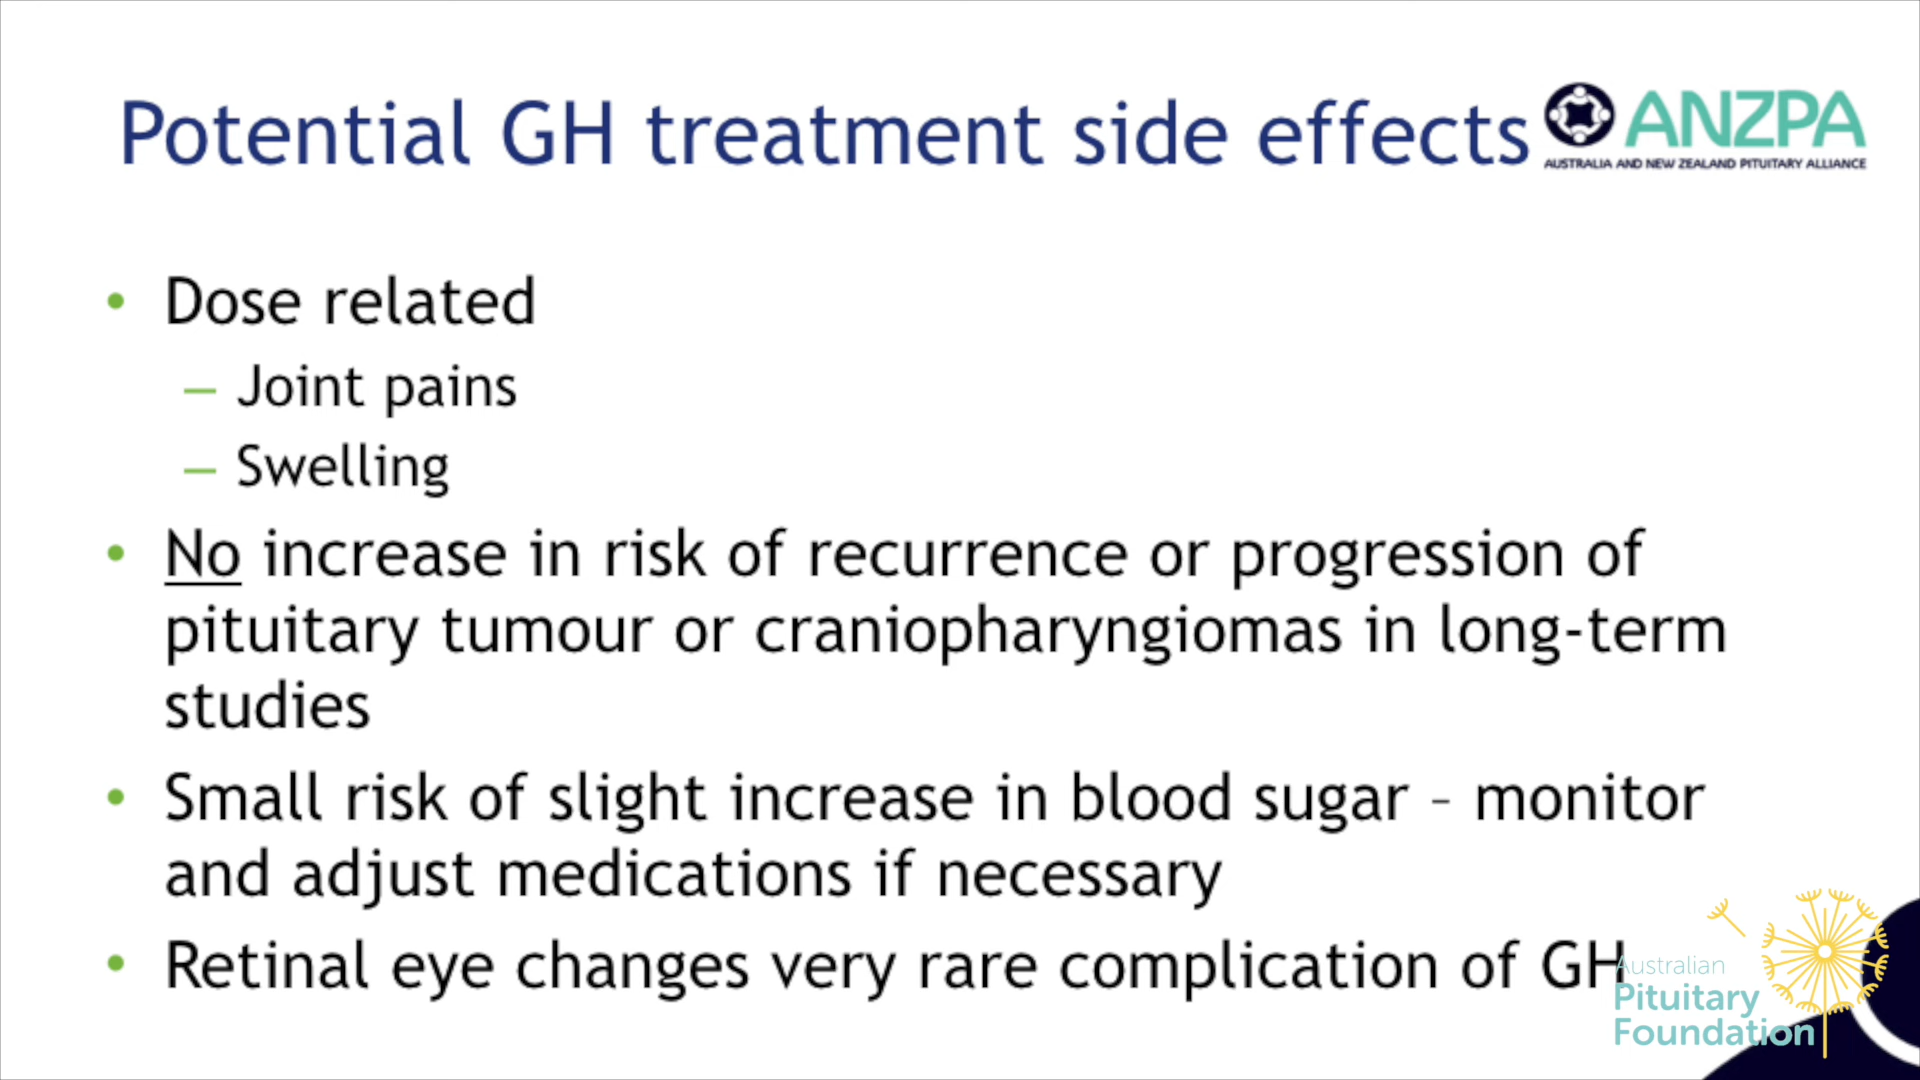 Potential GH treatment side effects
ANZPA
AUSTRALIA AND NEW ZEALAND PITUITARY ALLIANCE
• Dose related
– Joint pains
– Swelling
• No increase in risk of recurrence or progression of
pituitary tumour or craniopharyngiomas in long-term
studies
• Small risk of slight increase in blood sugar – monitor
and adjust medications if necessary
• Retinal eye changes very rare complication of GH
Australian
Pituitary
Foundation